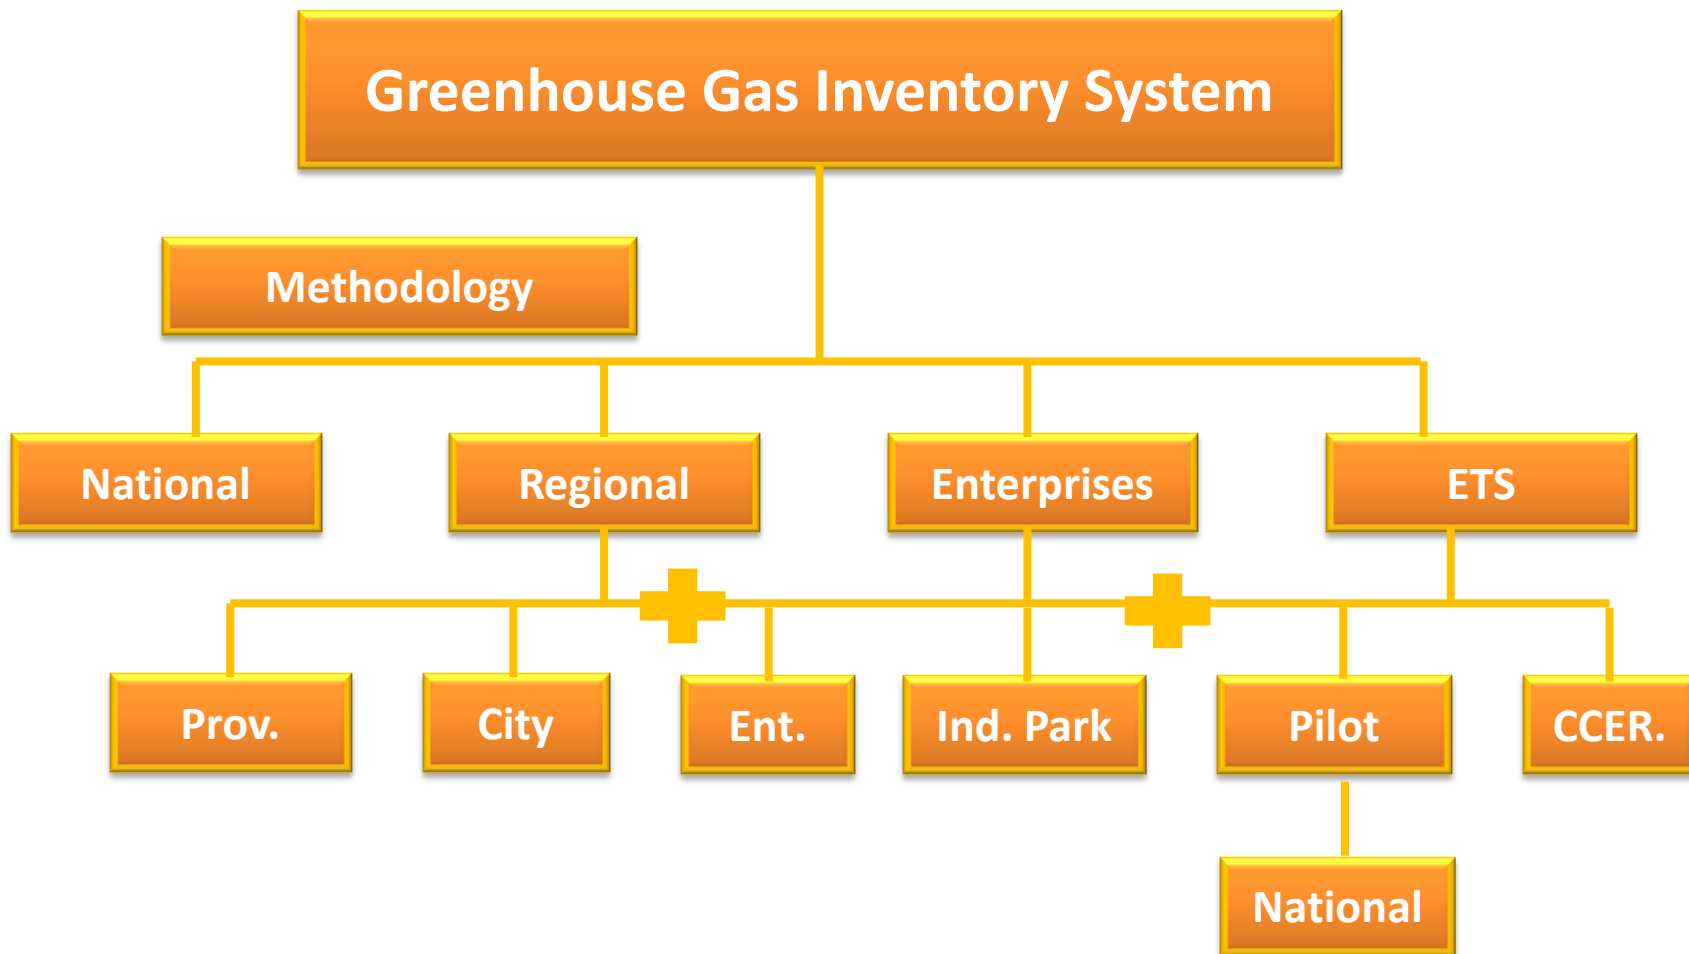 Greenhouse Gas Inventory System
Methodology
National
Regional
Enterprises
ETS
Prov.
City
Ent.
Ind. Park
Pilot
CCER.
National